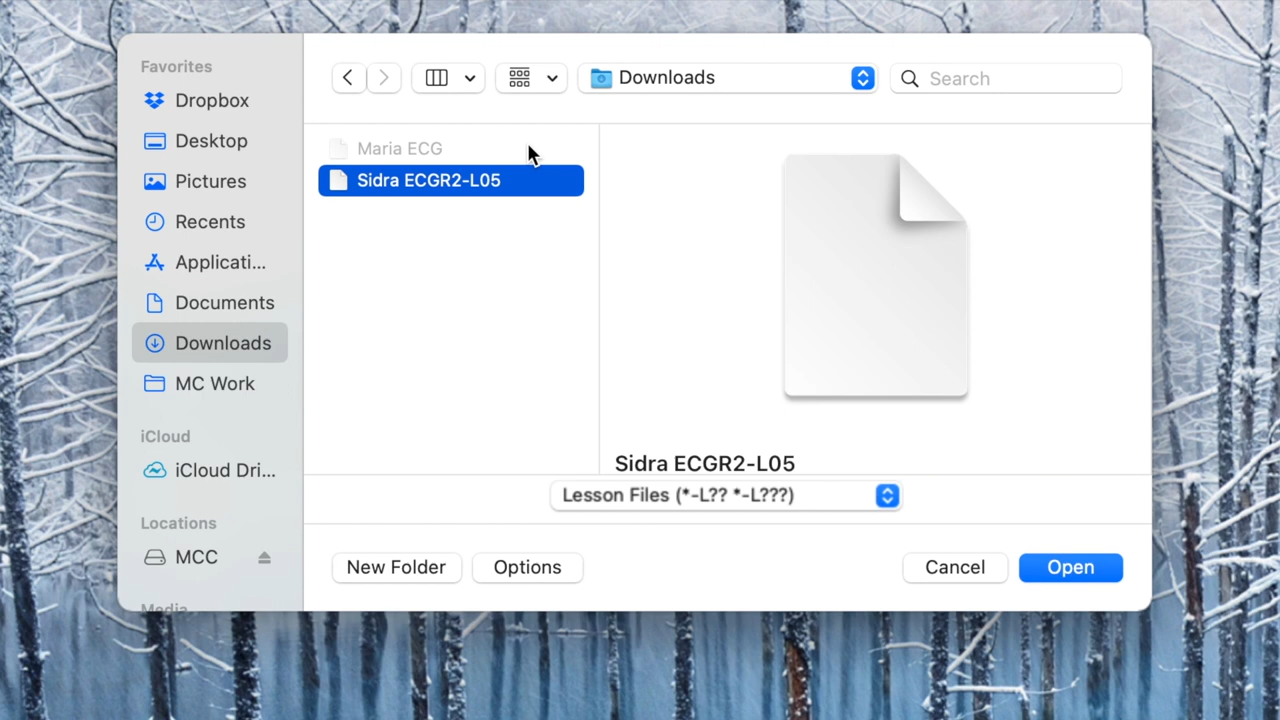 Favorites
Dropbox
Desktop
Pictures
Recents
Applicati...
Documents
Downloads
MC Work
iCloud
iCloud Dri...
Locations
MCC
Media
Downloads
Search
Maria ECG
Sidra ECGR2-L05
Sidra ECGR2-L05
Lesson Files (*-L?? *-L???)
New Folder
Options
Cancel
Open